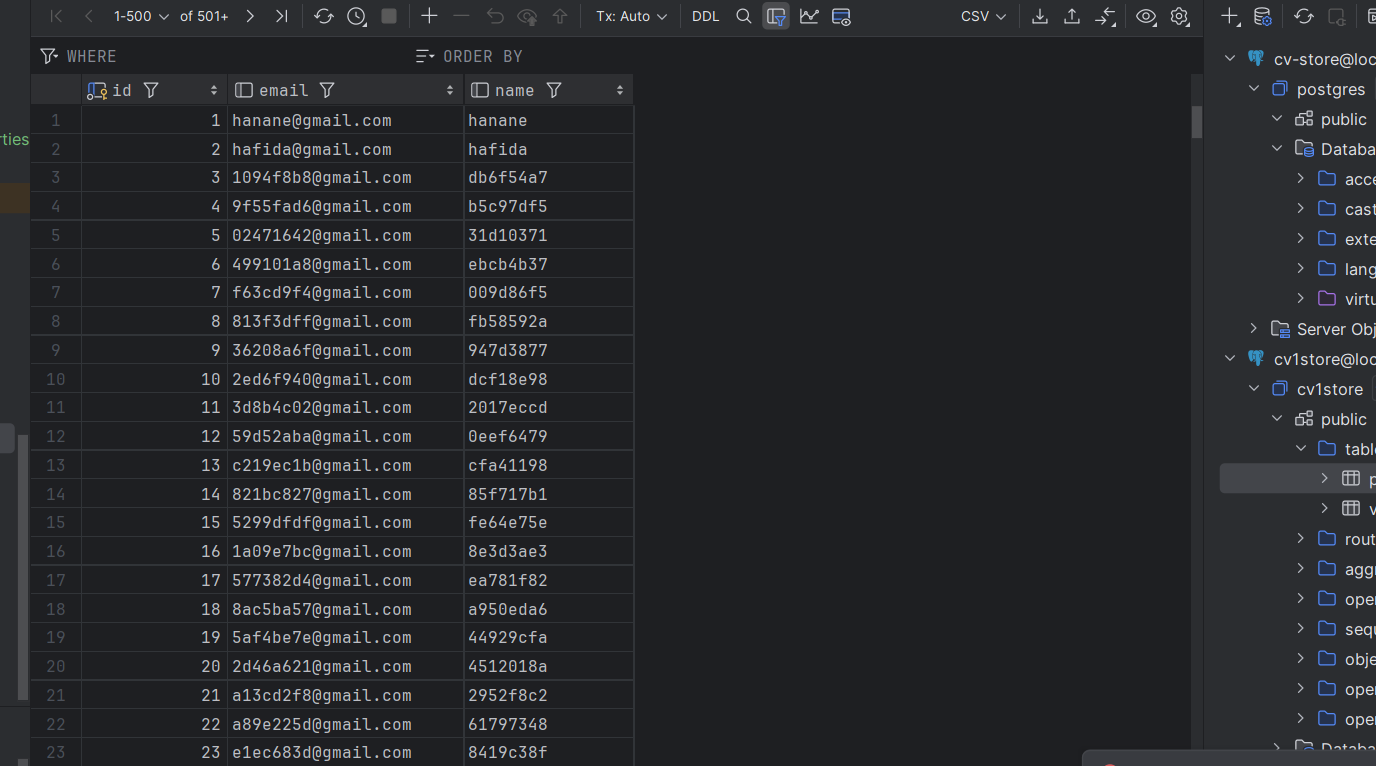 1-500 of 501+ Tx: Auto DDL CSV
WHERE ORDER BY
id email name
1 1 hanane@gmail.com hanane
2 2 hafida@gmail.com hafida
3 3 1094f8b8@gmail.com db6f54a7
4 4 9f55fad6@gmail.com b5c97df5
5 5 02471642@gmail.com 31d10371
6 6 499101a8@gmail.com ebcb4b37
7 7 f63cd9f4@gmail.com 009d86f5
8 8 813f3dff@gmail.com fb58592a
9 9 36208a6f@gmail.com 947d3877
10 10 2ed6f940@gmail.com dcf18e98
11 11 3d8b4c02@gmail.com 2017eccd
12 12 59d52aba@gmail.com 0eef6479
13 13 c219ec1b@gmail.com cfa41198
14 14 821bc827@gmail.com 85f717b1
15 15 5299dfdf@gmail.com fe64e75e
16 16 1a09e7bc@gmail.com 8e3d3ae3
17 17 577382d4@gmail.com ea781f82
18 18 8ac5ba57@gmail.com a950eda6
19 19 5af4be7e@gmail.com 44929cfa
20 20 2d46a621@gmail.com 4512018a
21 21 a13cd2f8@gmail.com 2952f8c2
22 22 a89e225d@gmail.com 61797348
23 23 e1ec683d@gmail.com 8419c38f
rties
cv-store@loc
postgres
public
Databa
acce
cast
exte
lang
virtu
Server Obj
cv1store@loc
cv1store
public
table
p
v
rout
aggr
oper
sequ
obje
oper
oper
Databa